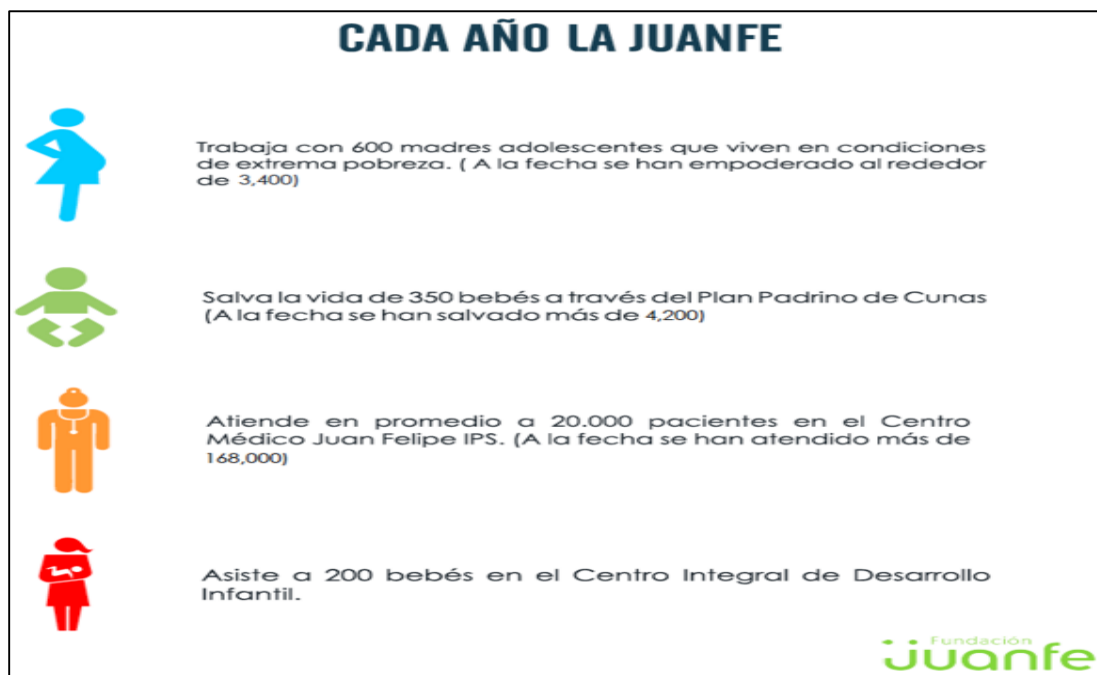 CADA AÑO LA JUANFE
Trabaja con 600 madres adolescentes que viven en condiciones
de extrema pobreza. ( A la fecha se han empoderado al rededor
de 3,400)
Salva la vida de 350 bebés a través del Plan Padrino de Cunas
(A la fecha se han salvado más de 4,200)
Atiende en promedio a 20.000 pacientes en el Centro
Médico Juan Felipe IPS. (A la fecha se han atendido más de
168,000)
Asiste a 200 bebés en el Centro Integral de Desarrollo
Infantil.
Fundación
juanfe